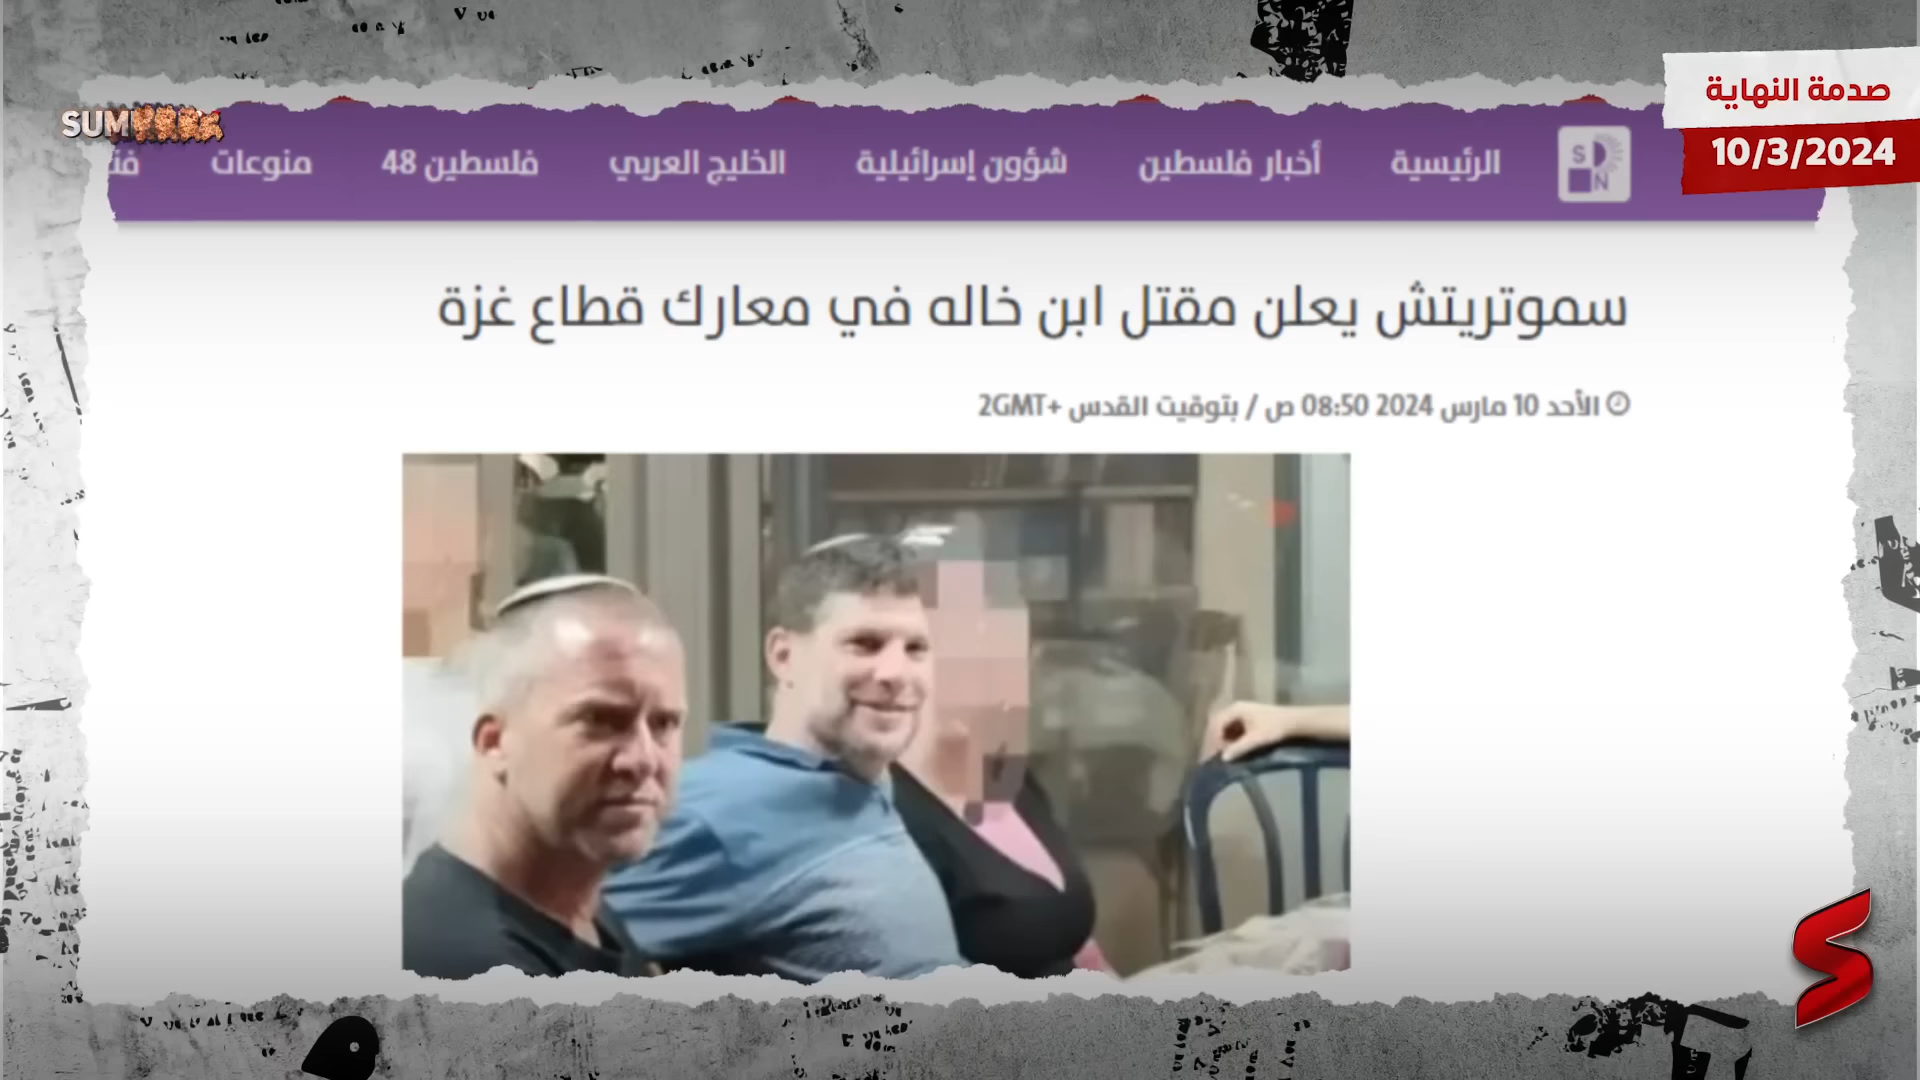 صدمة النهاية
10/3/2024
SUM
S D N
الرئيسية أخبار فلسطين شؤون إسرائيلية الخليج العربي فلسطين 48 منوعات
سموتريتش يعلن مقتل ابن خاله في معارك قطاع غزة
الأحد 10 مارس 2024 08:50 ص / بتوقيت القدس +2GMT